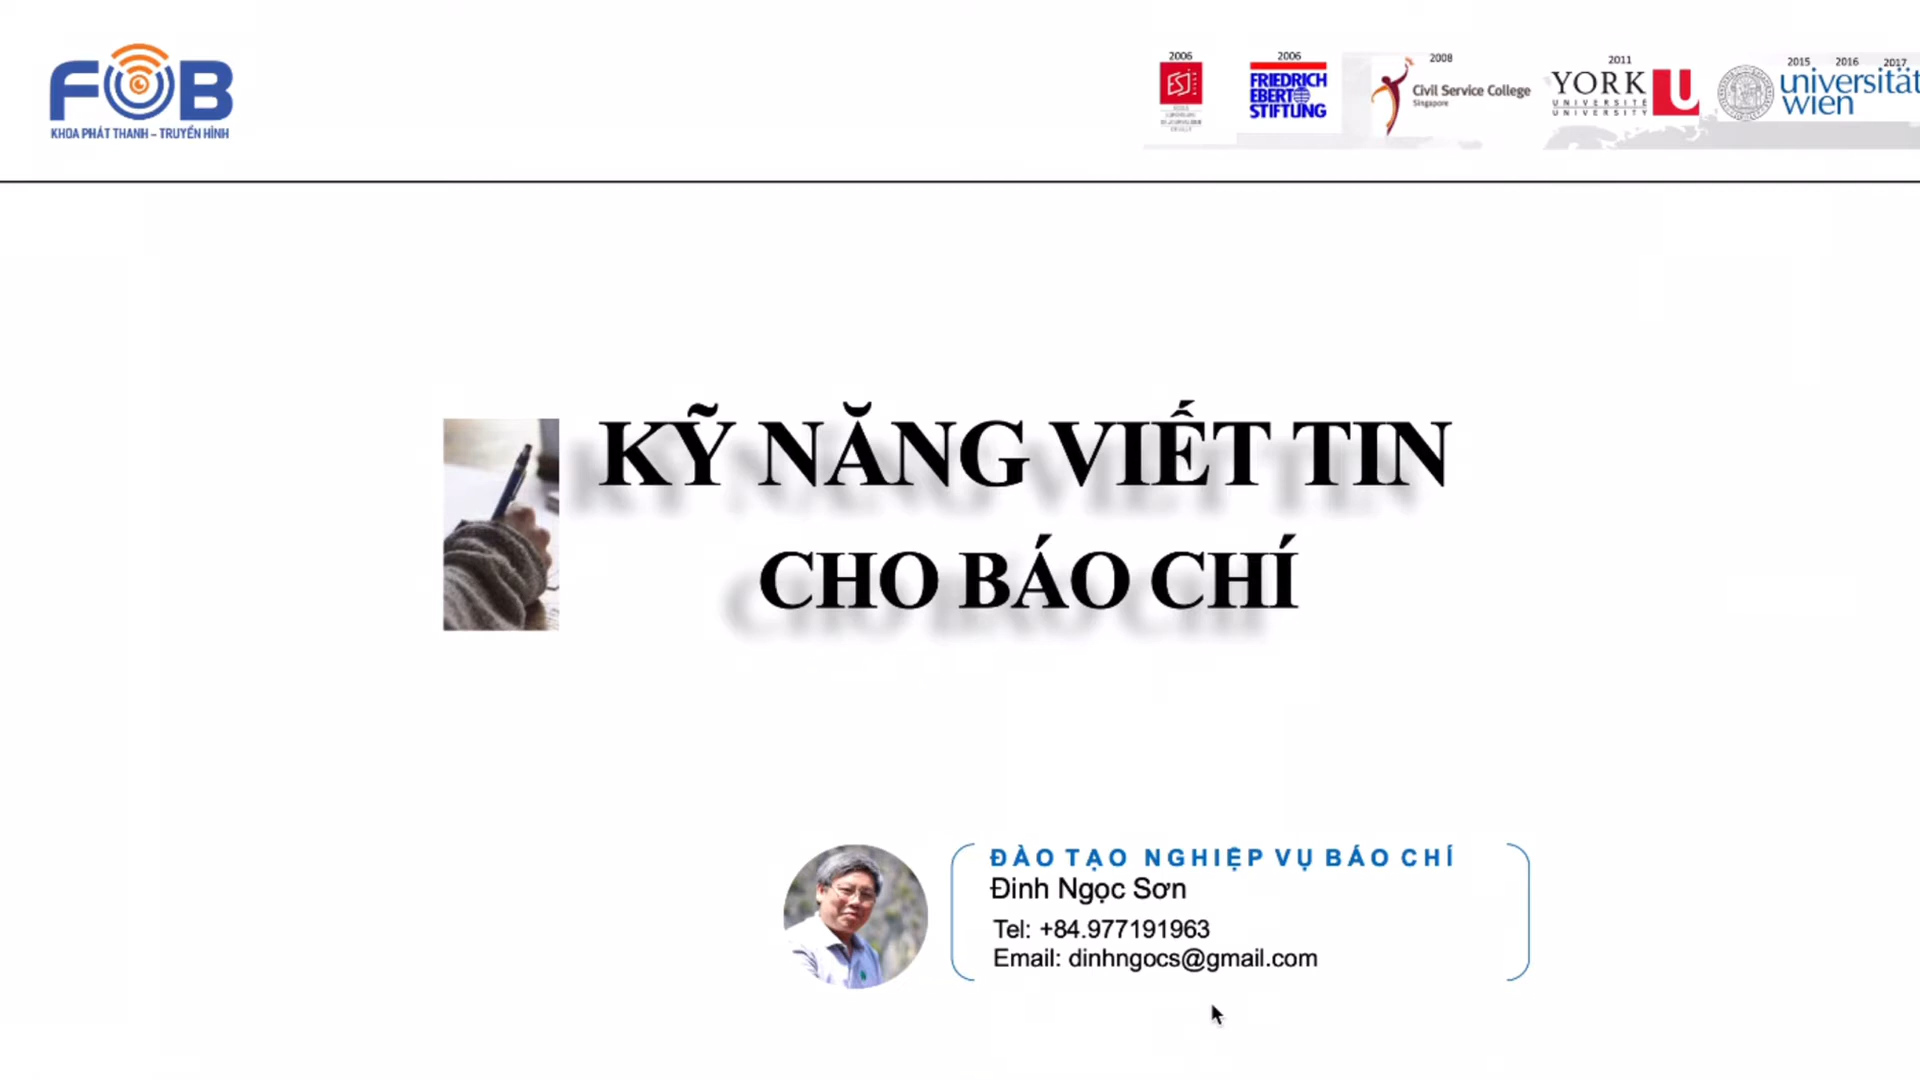 FOB
KHOA PHÁT THANH – TRUYỀN HÌNH
2006
ESJ
2006
FRIEDRICH
EBERT
STIFTUNG
2008
Civil Service College
Singapore
2011
YORK U
UNIVERSITÉ
UNIVERSITY
2015 2016 2017
universität
wien
KỸ NĂNG VIẾT TIN
CHO BÁO CHÍ
ĐÀO TẠO NGHIỆP VỤ BÁO CHÍ
Đinh Ngọc Sơn
Tel: +84.977191963
Email: dinhngocs@gmail.com